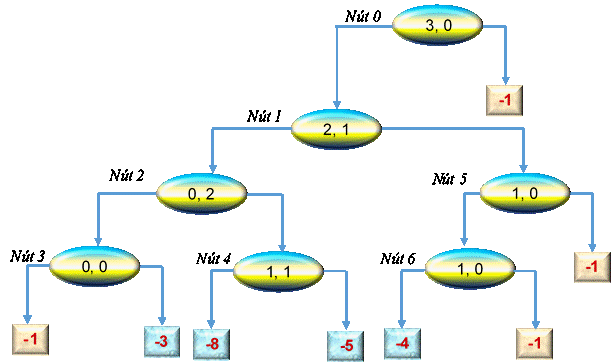 Nút 0
3, 0
-1
Nút 1
2, 1
Nút 2
0, 2
Nút 5
1, 0
Nút 3
0, 0
Nút 4
1, 1
Nút 6
1, 0
-1
-1
-3
-8
-5
-4
-1